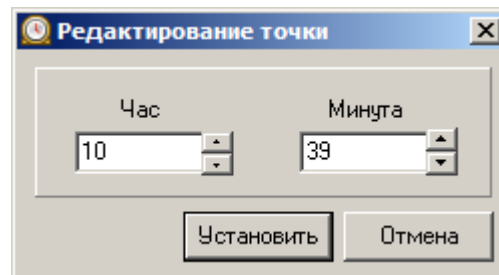 Редактирование точки
Час Минута
10 39
Установить Отмена